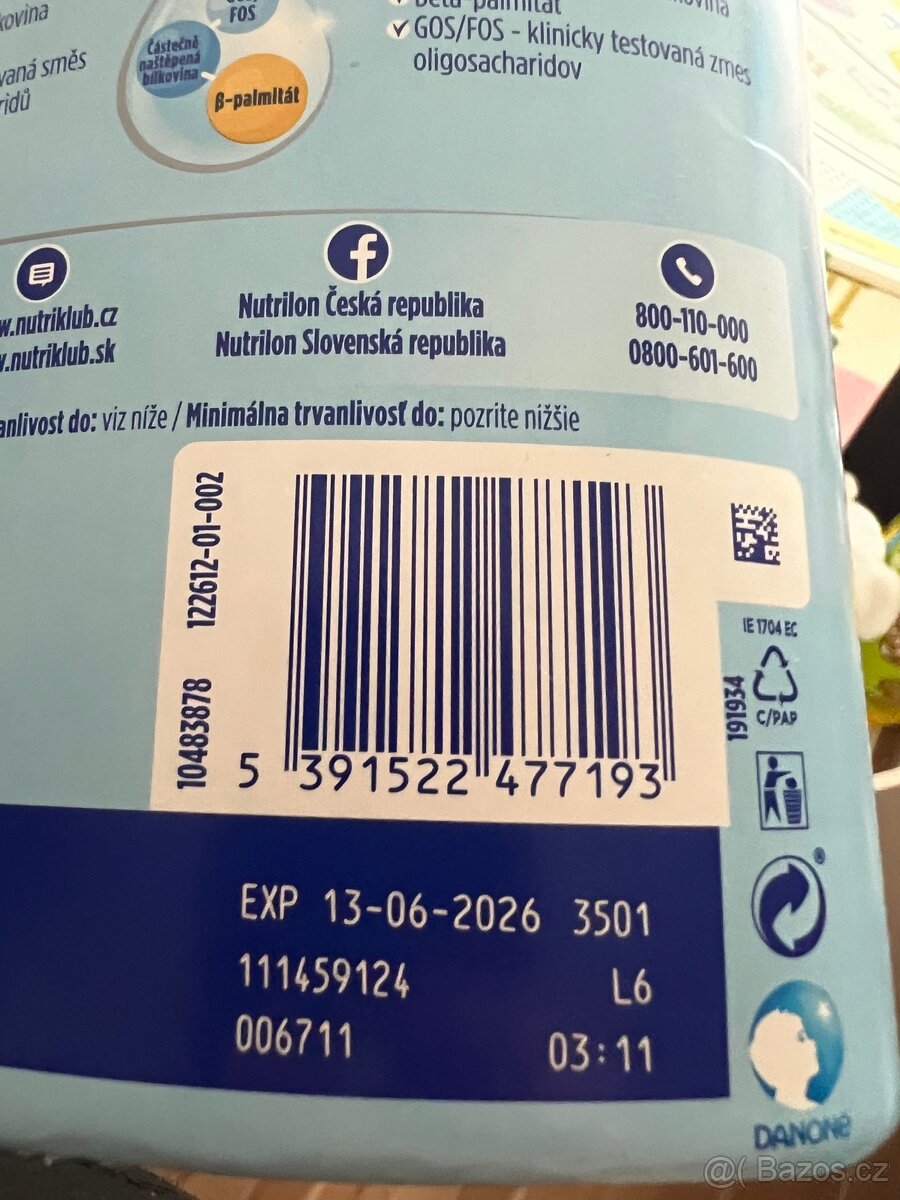 FOS
Částečně
naštěpená
bílkovina
β-palmitát
ovaná směs
GOS/FOS - klinicky testovaná zmes
oligosacharidov
w.nutriklub.cz
w.nutriklub.sk
Nutrilon Česká republika
Nutrilon Slovenská republika
800-110-000
0800-601-600
anlivost do: viz níže / Minimálna trvanlivosť do: pozrite nižšie
10483878 122612-01-002
5 391522 477193
IE 1704 EC
191934
C/PAP
EXP 13-06-2026 3501
111459124 L6
006711 03:11
DANONE
@( Bazos.cz